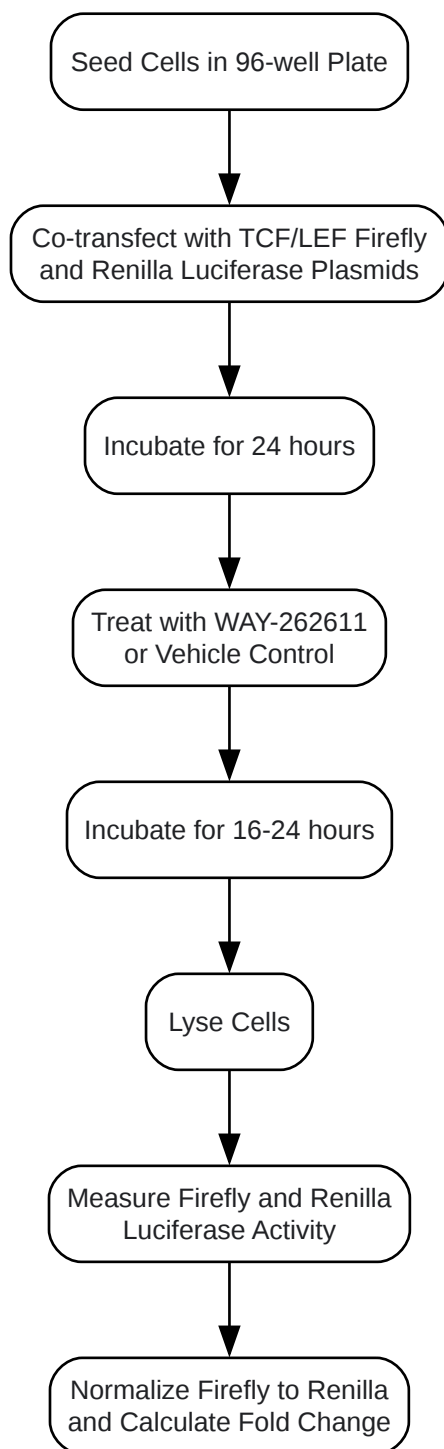 Seed Cells in 96-well Plate
Co-transfect with TCF/LEF Firefly
and Renilla Luciferase Plasmids
Incubate for 24 hours
Treat with WAY-262611
or Vehicle Control
Incubate for 16-24 hours
Lyse Cells
Measure Firefly and Renilla
Luciferase Activity
Normalize Firefly to Renilla
and Calculate Fold Change